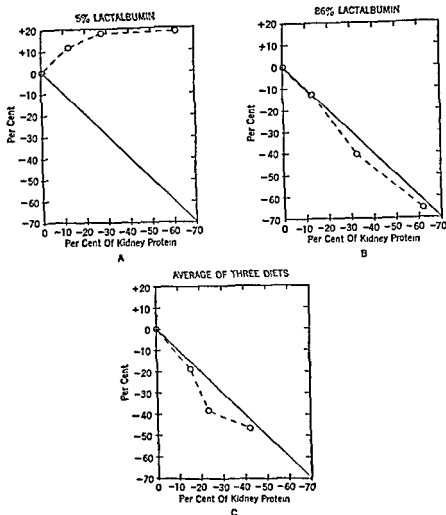 5% LACTALBUMIN
+20
+10
0
-10
-20
-30
-40
-50
-60
-70
Per Cent
0 -10 -20 -30 -40 -50 -60 -70
Per Cent Of Kidney Protein
A
86% LACTALBUMIN
+20
+10
0
-10
-20
-30
-40
-50
-60
-70
Per Cent
0 -10 -20 -30 -40 -50 -60 -70
Per Cent Of Kidney Protein
B
AVERAGE OF THREE DIETS
+20
+10
0
-10
-20
-30
-40
-50
-60
-70
Per Cent
0 -10 -20 -30 -40 -50 -60 -70
Per Cent Of Kidney Protein
C